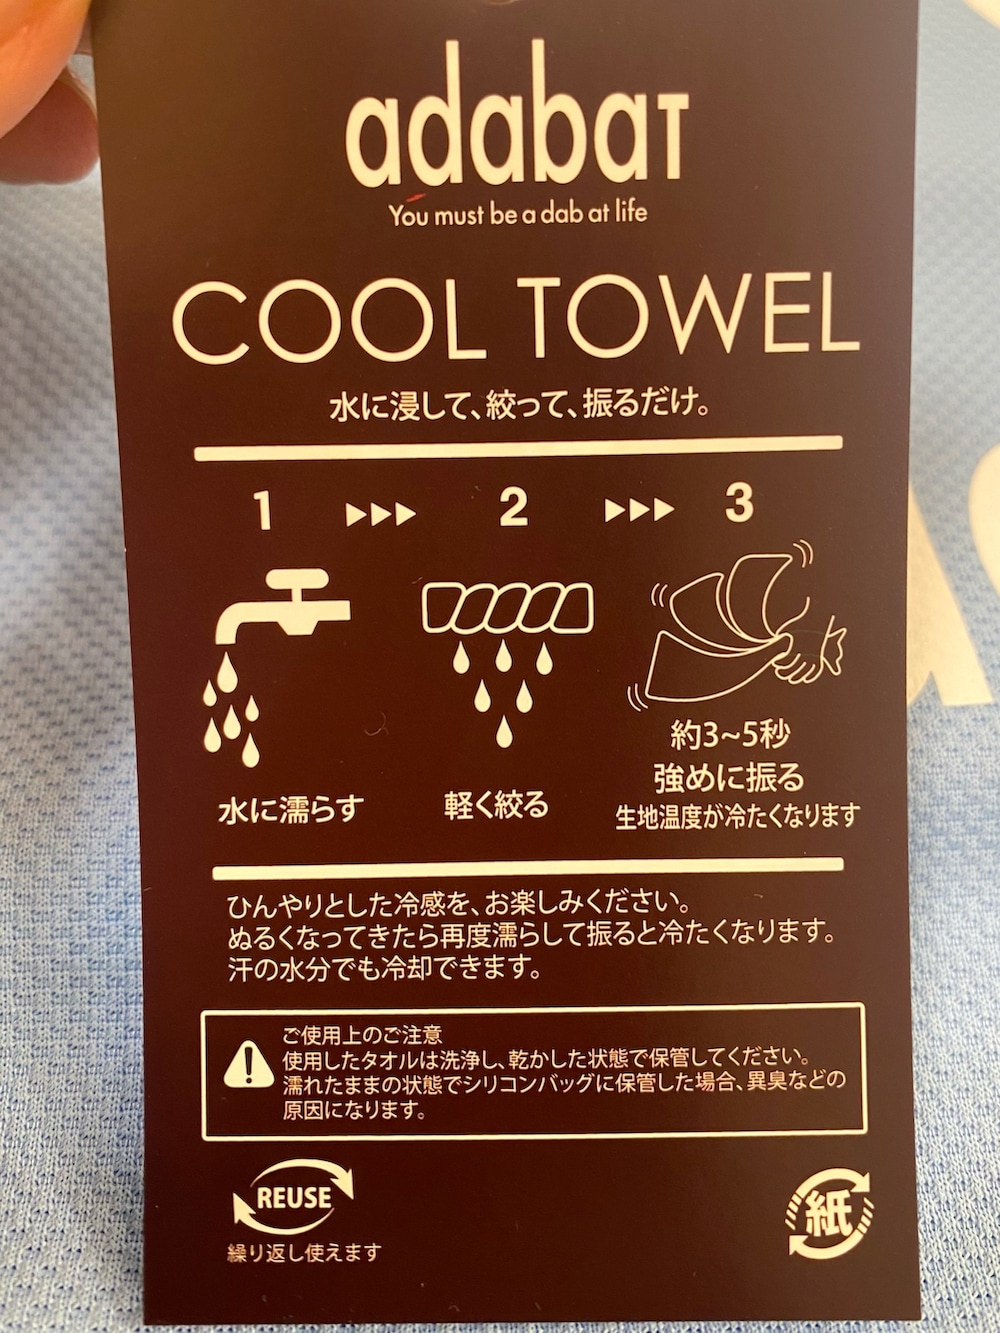 adabat
You must be a dab at life
COOL TOWEL
水に浸して、絞って、振るだけ。
1 ▶▶▶ 2 ▶▶▶ 3
水に濡らす
軽く絞る
約3~5秒
強めに振る
生地温度が冷たくなります
ひんやりとした冷感を、お楽しみください。
ぬるくなってきたら再度濡らして振ると冷たくなります。
汗の水分でも冷却できます。
ご使用上のご注意
使用したタオルは洗浄し、乾かした状態で保管してください。
濡れたままの状態でシリコンバッグに保管した場合、異臭などの
原因になります。
REUSE
繰り返し使えます
紙